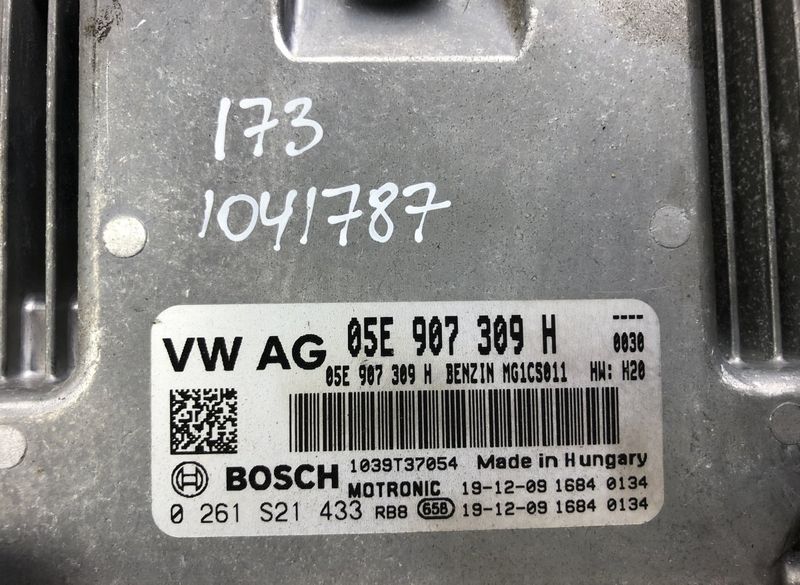 173
1041787
VW AG 05E 907 309 H ----
0030
05E 907 309 H BENZIN MG1CS011 HW: H20
1039T37054 Made in Hungary
BOSCH MOTRONIC 19-12-09 1684 0134
0 261 S21 433 RB8 658 19-12-09 1684 0134